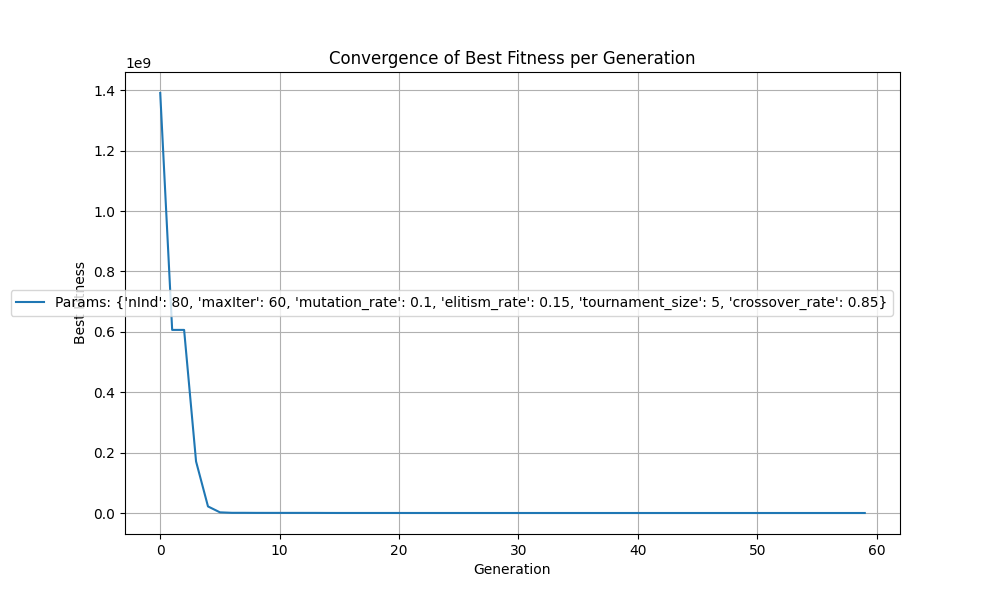 Convergence of Best Fitness per Generation
1e9
1.4
1.2
1.0
0.8
0.6
0.4
0.2
0.0
Best
Params: {'nInd': 80, 'maxIter': 60, 'mutation_rate': 0.1, 'elitism_rate': 0.15, 'tournament_size': 5, 'crossover_rate': 0.85}
0 10 20 30 40 50 60
Generation